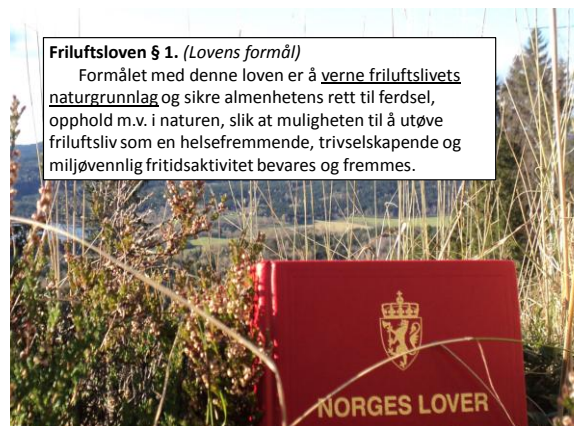 Friluftsloven § 1. (Lovens formål)
Formålet med denne loven er å verne friluftslivets
naturgrunnlag og sikre almenhetens rett til ferdsel,
opphold m.v. i naturen, slik at muligheten til å utøve
friluftsliv som en helsefremmende, trivselskapende og
miljøvennlig fritidsaktivitet bevares og fremmes.
NORGES LOVER